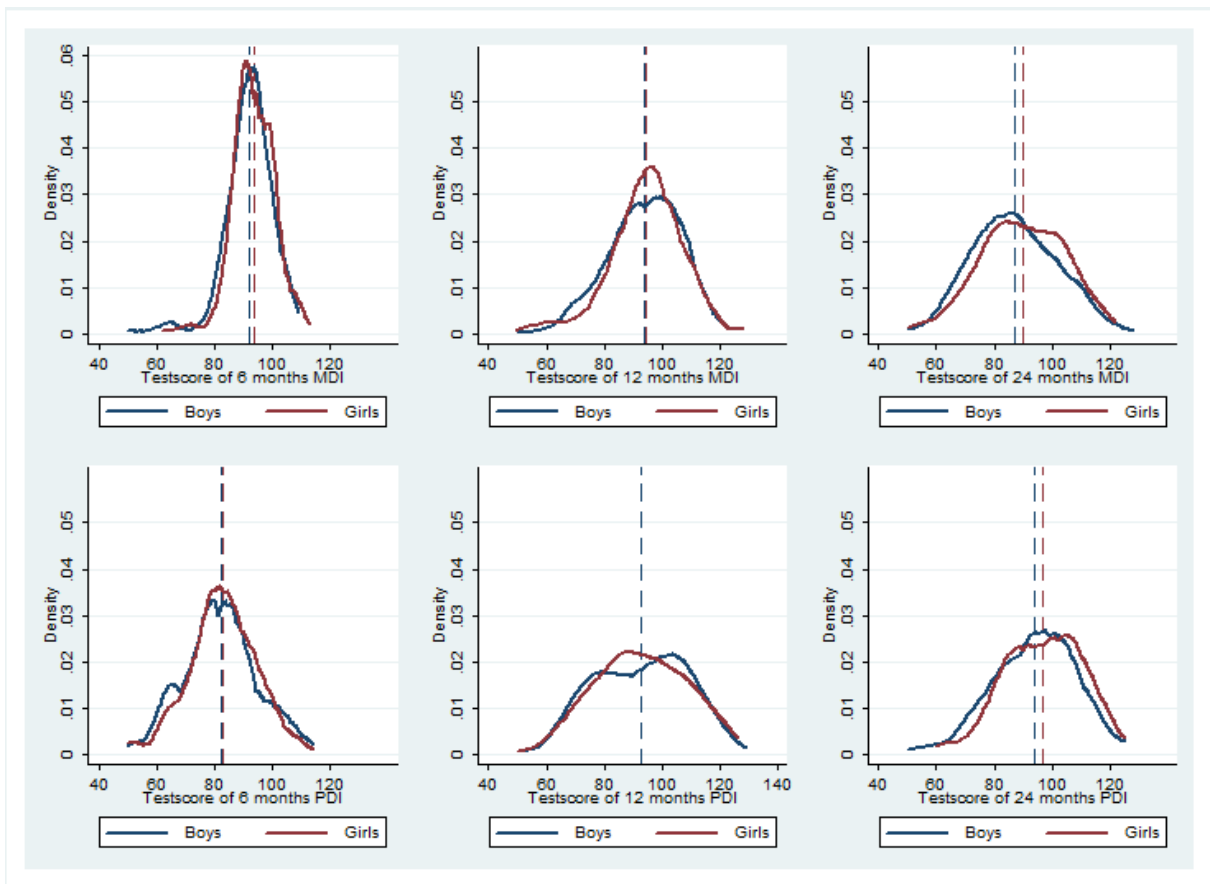 Density
.06
.05
.04
.03
.02
.01
0
40 60 80 100 120
Testscore of 6 months MDI
Boys Girls
.05
.04
.03
.02
.01
0
40 60 80 100 120
Testscore of 12 months MDI
Boys Girls
Density
.05
.04
.03
.02
.01
0
40 60 80 100 120
Testscore of 24 months MDI
Boys Girls
Density
.05
.04
.03
.02
.01
0
40 60 80 100 120
Testscore of 6 months PDI
Boys Girls
Density
.05
.04
.03
.02
.01
0
40 60 80 100 120 140
Testscore of 12 months PDI
Boys Girls
Density
.05
.04
.03
.02
.01
0
40 60 80 100 120
Testscore of 24 months PDI
Boys Girls